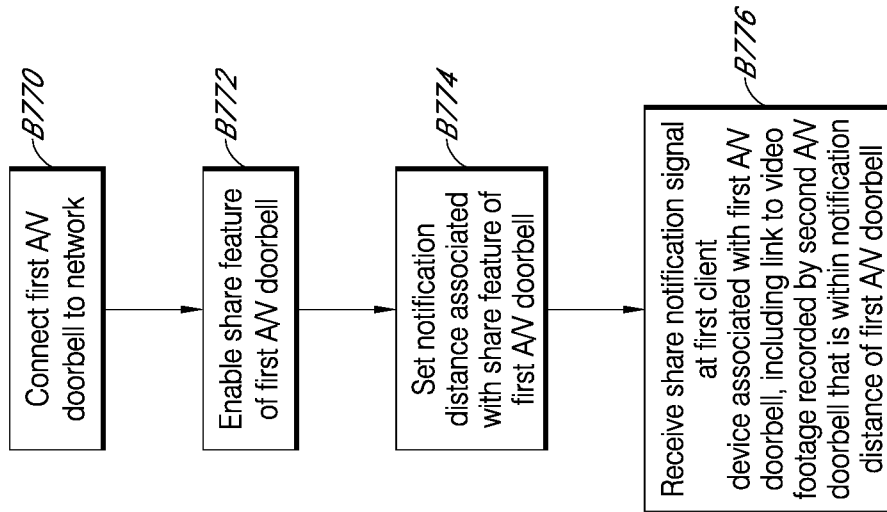 B770
Connect first A/V
doorbell to network
B772
Enable share feature
of first A/V doorbell
B774
Set notification
distance associated
with share feature of
first A/V doorbell
B776
Receive share notification signal
at first client
device associated with first A/V
doorbell, including link to video
footage recorded by second A/V
doorbell that is within notification
distance of first A/V doorbell